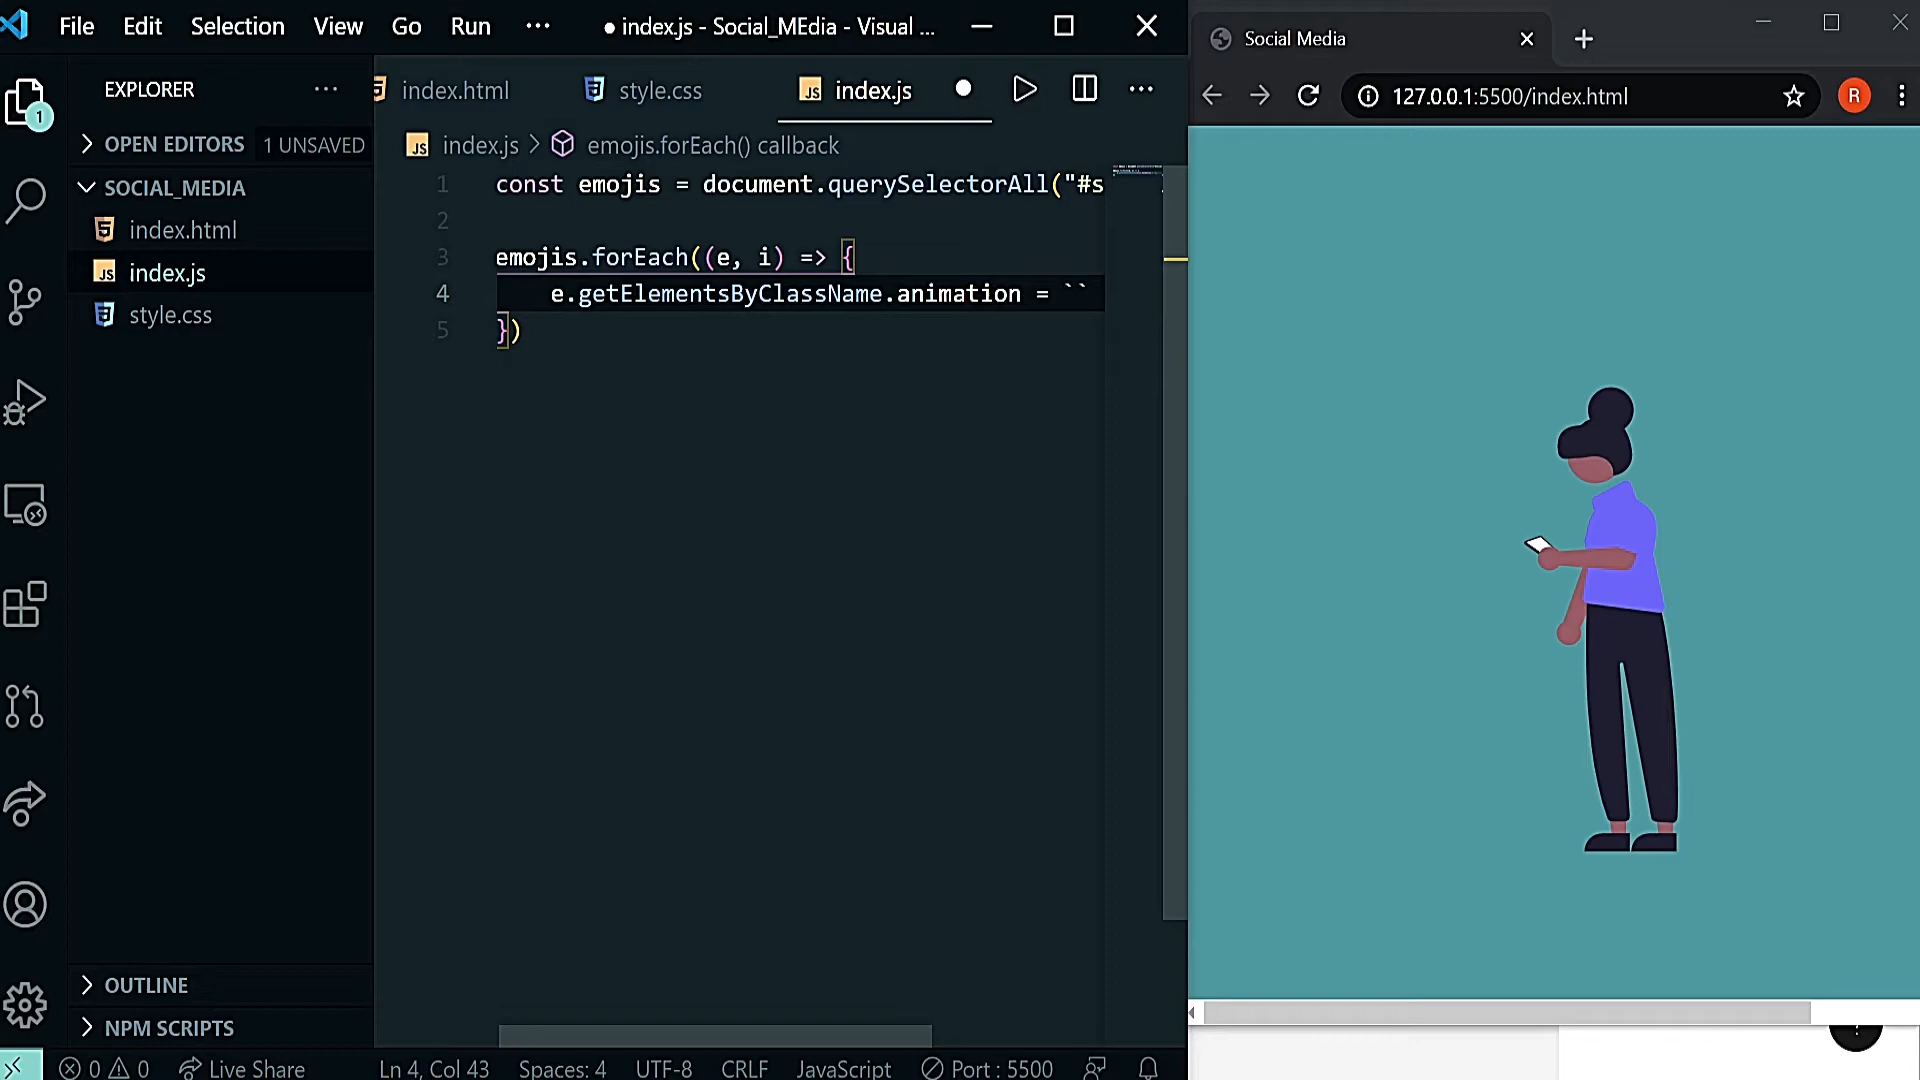 File Edit Selection View Go Run ··· ● index.js - Social_MEdia - Visual ...
Social Media
EXPLORER ···
index.html style.css index.js ···
127.0.0.1:5500/index.html R
OPEN EDITORS 1 UNSAVED
index.js > emojis.forEach() callback
SOCIAL_MEDIA
index.html
index.js
style.css
1 const emojis = document.querySelectorAll("#s
2
3 emojis.forEach((e, i) => {
4 e.getElementsByClassName.animation = ``
5 })
1
OUTLINE
NPM SCRIPTS
0 0 Live Share Ln 4, Col 43 Spaces: 4 UTF-8 CRLF JavaScript Port : 5500